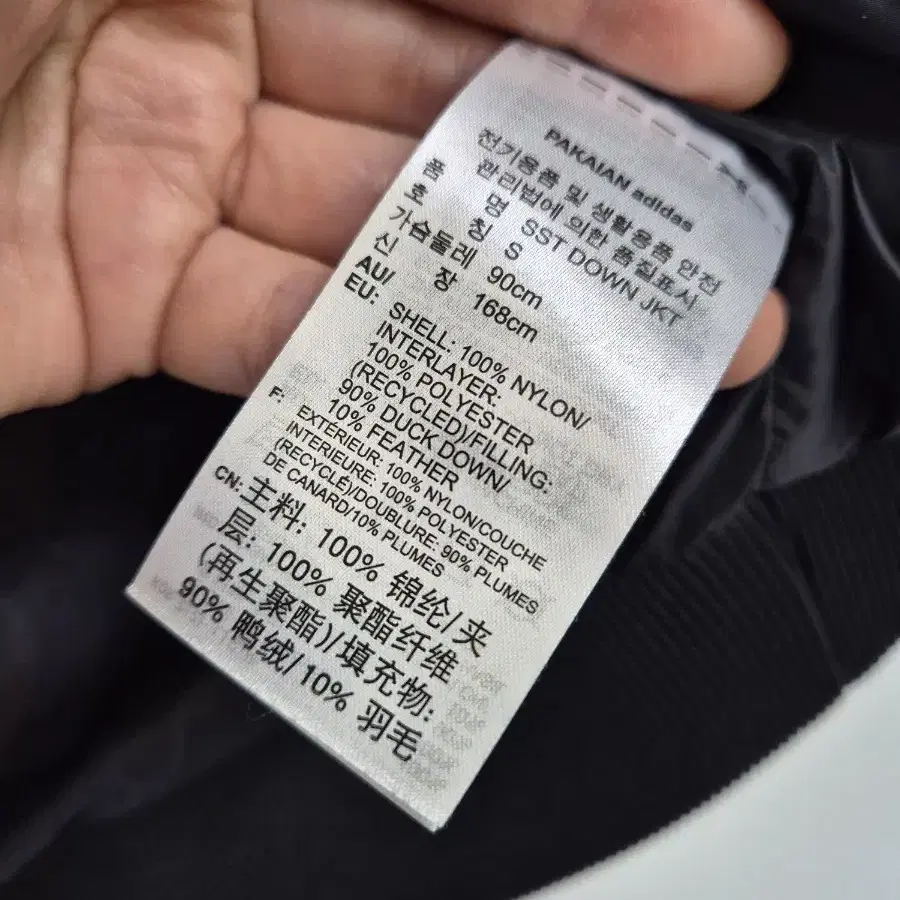 PAKAIAN adidas
전기용품 및 생활용품 안전
관리법에 의한 품질표시
품 명 SST DOWN JKT
호 칭 S
가슴둘레 90cm
신 장 168cm
AU/
EU: SHELL: 100% NYLON/
INTERLAYER:
100% POLYESTER
(RECYCLED)/FILLING:
90% DUCK DOWN/
10% FEATHER
F: EXTÉRIEUR: 100% NYLON/COUCHE
INTERIEURE: 100% POLYESTER
(RECYCLÉ)/DOUBLURE: 90% PLUMES
DE CANARD/10% PLUMES
CN: 主料: 100% 锦纶/夹
层: 100% 聚酯纤维
(再生聚酯)/填充物:
90% 鸭绒/10% 羽毛